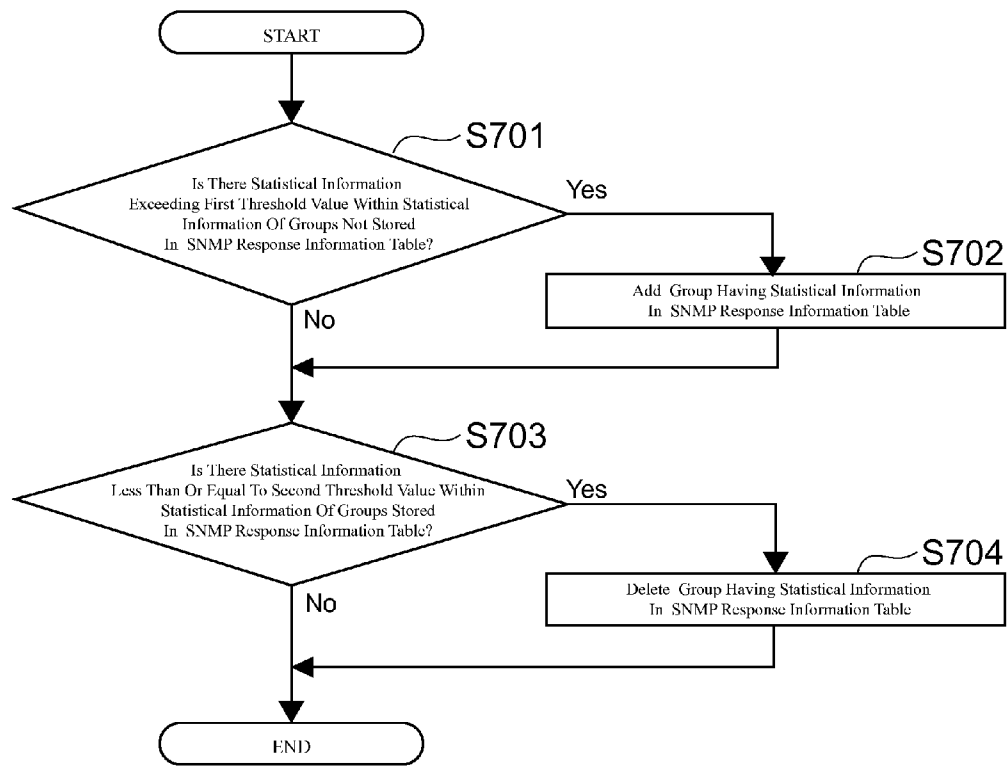 START
S701
Is There Statistical Information
Exceeding First Threshold Value Within Statistical
Information Of Groups Not Stored
In SNMP Response Information Table?
Yes
S702
Add Group Having Statistical Information
In SNMP Response Information Table
No
S703
Is There Statistical Information
Less Than Or Equal To Second Threshold Value Within
Statistical Information Of Groups Stored
In SNMP Response Information Table?
Yes
S704
Delete Group Having Statistical Information
In SNMP Response Information Table
No
END